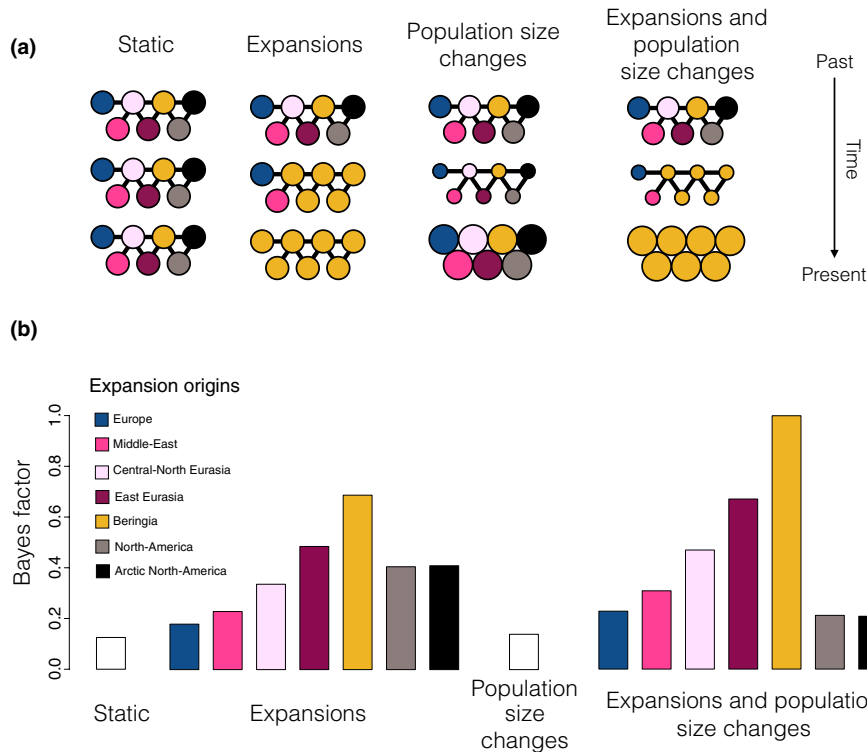 (a)
Static
Expansions
Population size
changes
Expansions and
population
size changes
Past
Time
Present
(b)
Expansion origins
Europe
Middle-East
Central-North Eurasia
East Eurasia
Beringia
North-America
Arctic North-America
Bayes factor
1.0
0.8
0.6
0.4
0.2
0.0
Static
Expansions
Population
size
changes
Expansions and populatio
size changes